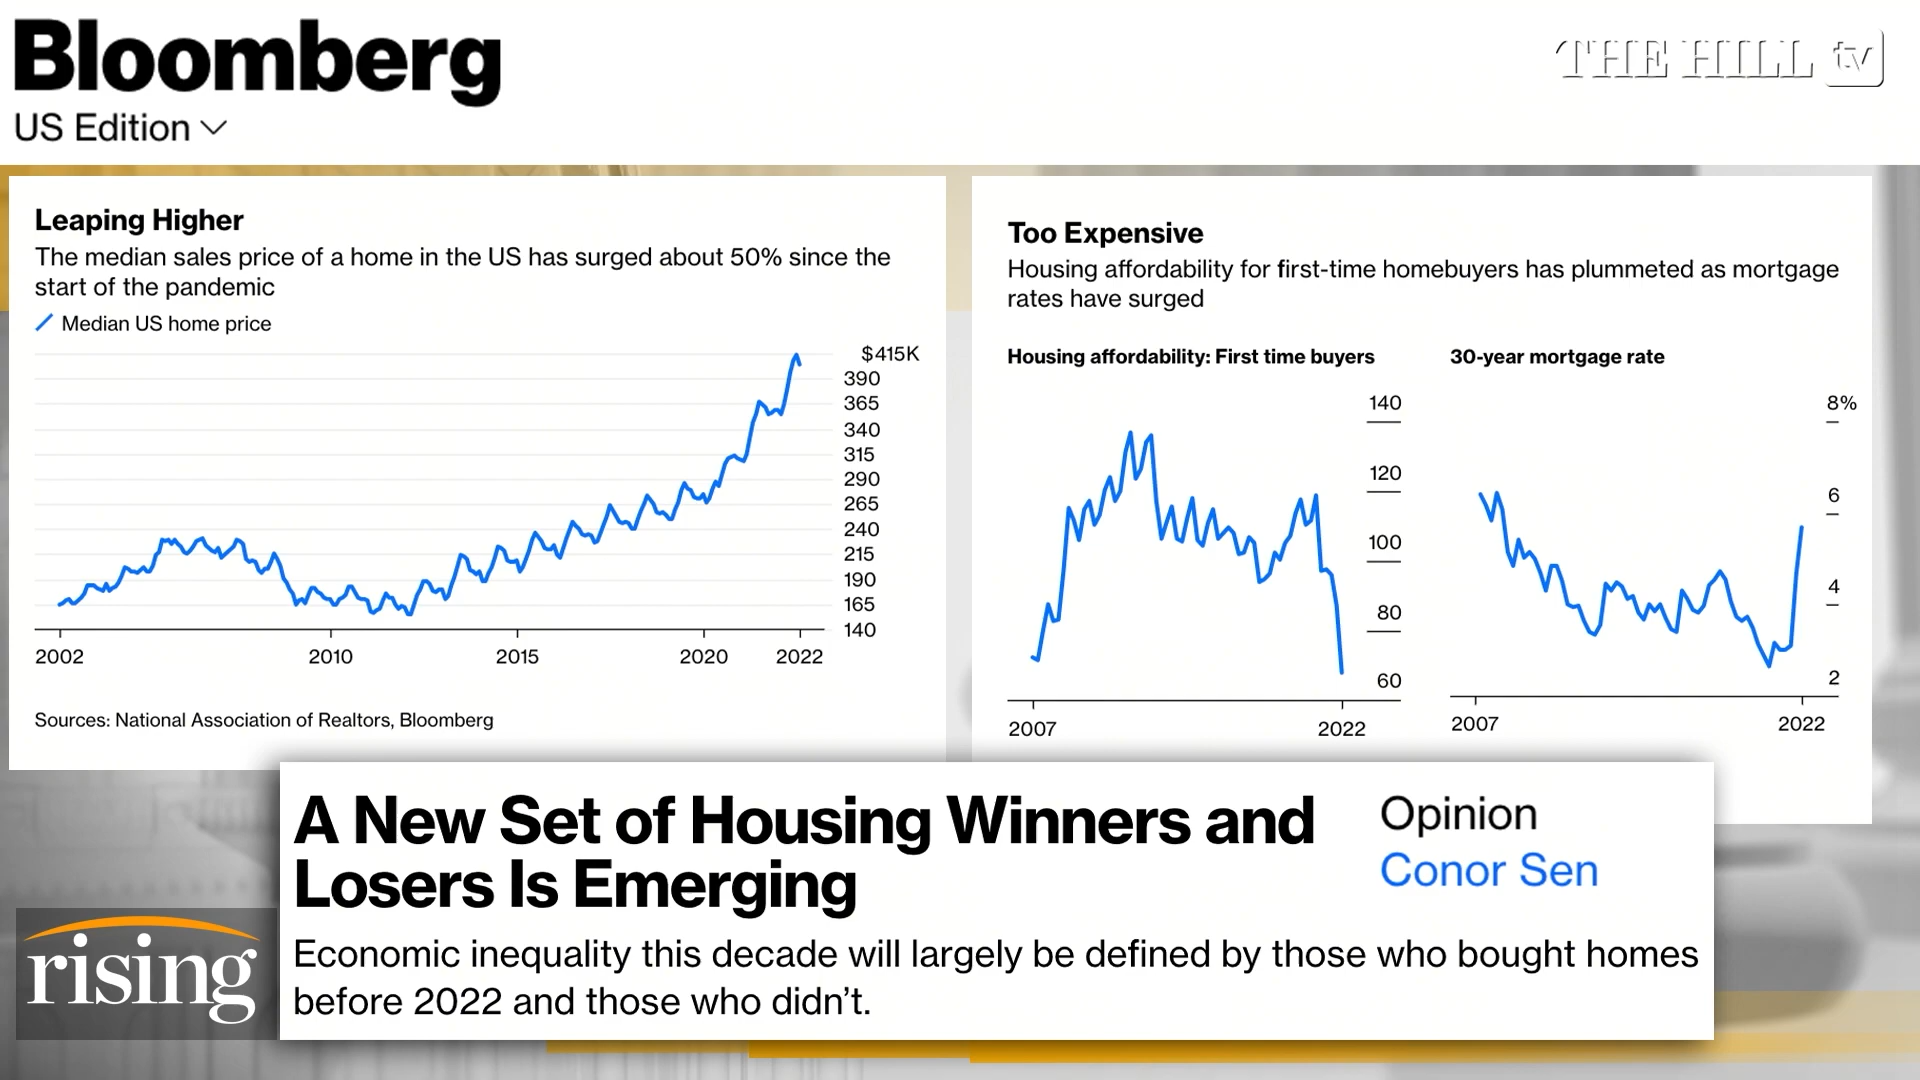 Bloomberg
US Edition
THE HILL tv
Leaping Higher
The median sales price of a home in the US has surged about 50% since the
start of the pandemic
Median US home price
$415K
390
365
340
315
290
265
240
215
190
165
140
2002 2010 2015 2020 2022
Sources: National Association of Realtors, Bloomberg
Too Expensive
Housing affordability for first-time homebuyers has plummeted as mortgage
rates have surged
Housing affordability: First time buyers
140
120
100
80
60
2007 2022
30-year mortgage rate
8%
6
4
2
2007 2022
A New Set of Housing Winners and
Losers Is Emerging
Opinion
Conor Sen
Economic inequality this decade will largely be defined by those who bought homes
before 2022 and those who didn’t.
rising